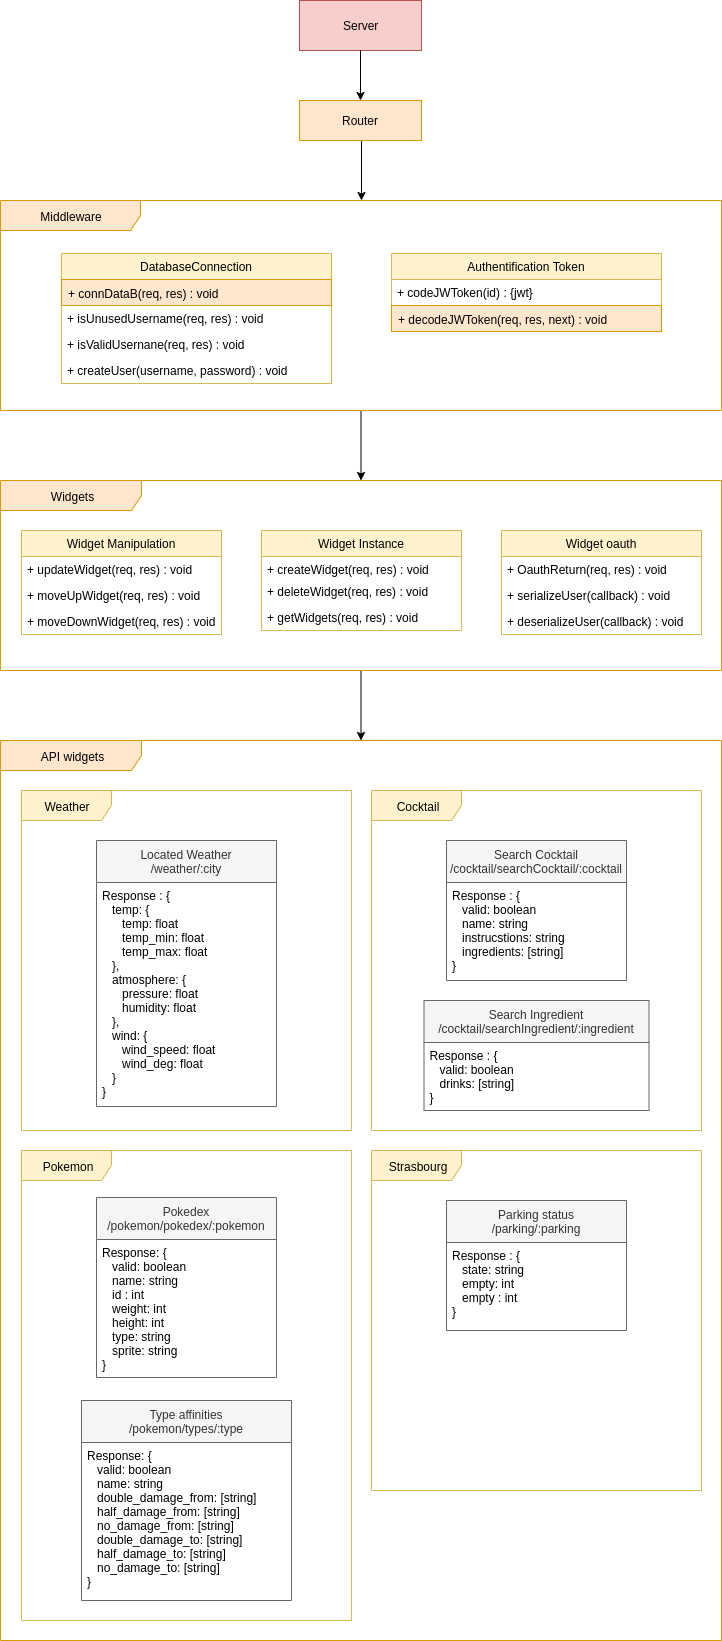 Server
Router
Middleware
DatabaseConnection
+ connDataB(req, res) : void
+ isUnusedUsername(req, res) : void
+ isValidUsernane(req, res) : void
+ createUser(username, password) : void
Authentification Token
+ codeJWToken(id) : {jwt}
+ decodeJWToken(req, res, next) : void
Widgets
Widget Manipulation
+ updateWidget(req, res) : void
+ moveUpWidget(req, res) : void
+ moveDownWidget(req, res) : void
Widget Instance
+ createWidget(req, res) : void
+ deleteWidget(req, res) : void
+ getWidgets(req, res) : void
Widget oauth
+ OauthReturn(req, res) : void
+ serializeUser(callback) : void
+ deserializeUser(callback) : void
API widgets
Weather
Located Weather
/weather/:city
Response : {
temp: {
temp: float
temp_min: float
temp_max: float
},
atmosphere: {
pressure: float
humidity: float
},
wind: {
wind_speed: float
wind_deg: float
}
}
Cocktail
Search Cocktail
/cocktail/searchCocktail/:cocktail
Response : {
valid: boolean
name: string
instrucstions: string
ingredients: [string]
}
Search Ingredient
/cocktail/searchIngredient/:ingredient
Response : {
valid: boolean
drinks: [string]
}
Pokemon
Pokedex
/pokemon/pokedex/:pokemon
Response: {
valid: boolean
name: string
id : int
weight: int
height: int
type: string
sprite: string
}
Type affinities
/pokemon/types/:type
Response: {
valid: boolean
name: string
double_damage_from: [string]
half_damage_from: [string]
no_damage_from: [string]
double_damage_to: [string]
half_damage_to: [string]
no_damage_to: [string]
}
Strasbourg
Parking status
/parking/:parking
Response : {
state: string
empty: int
empty : int
}